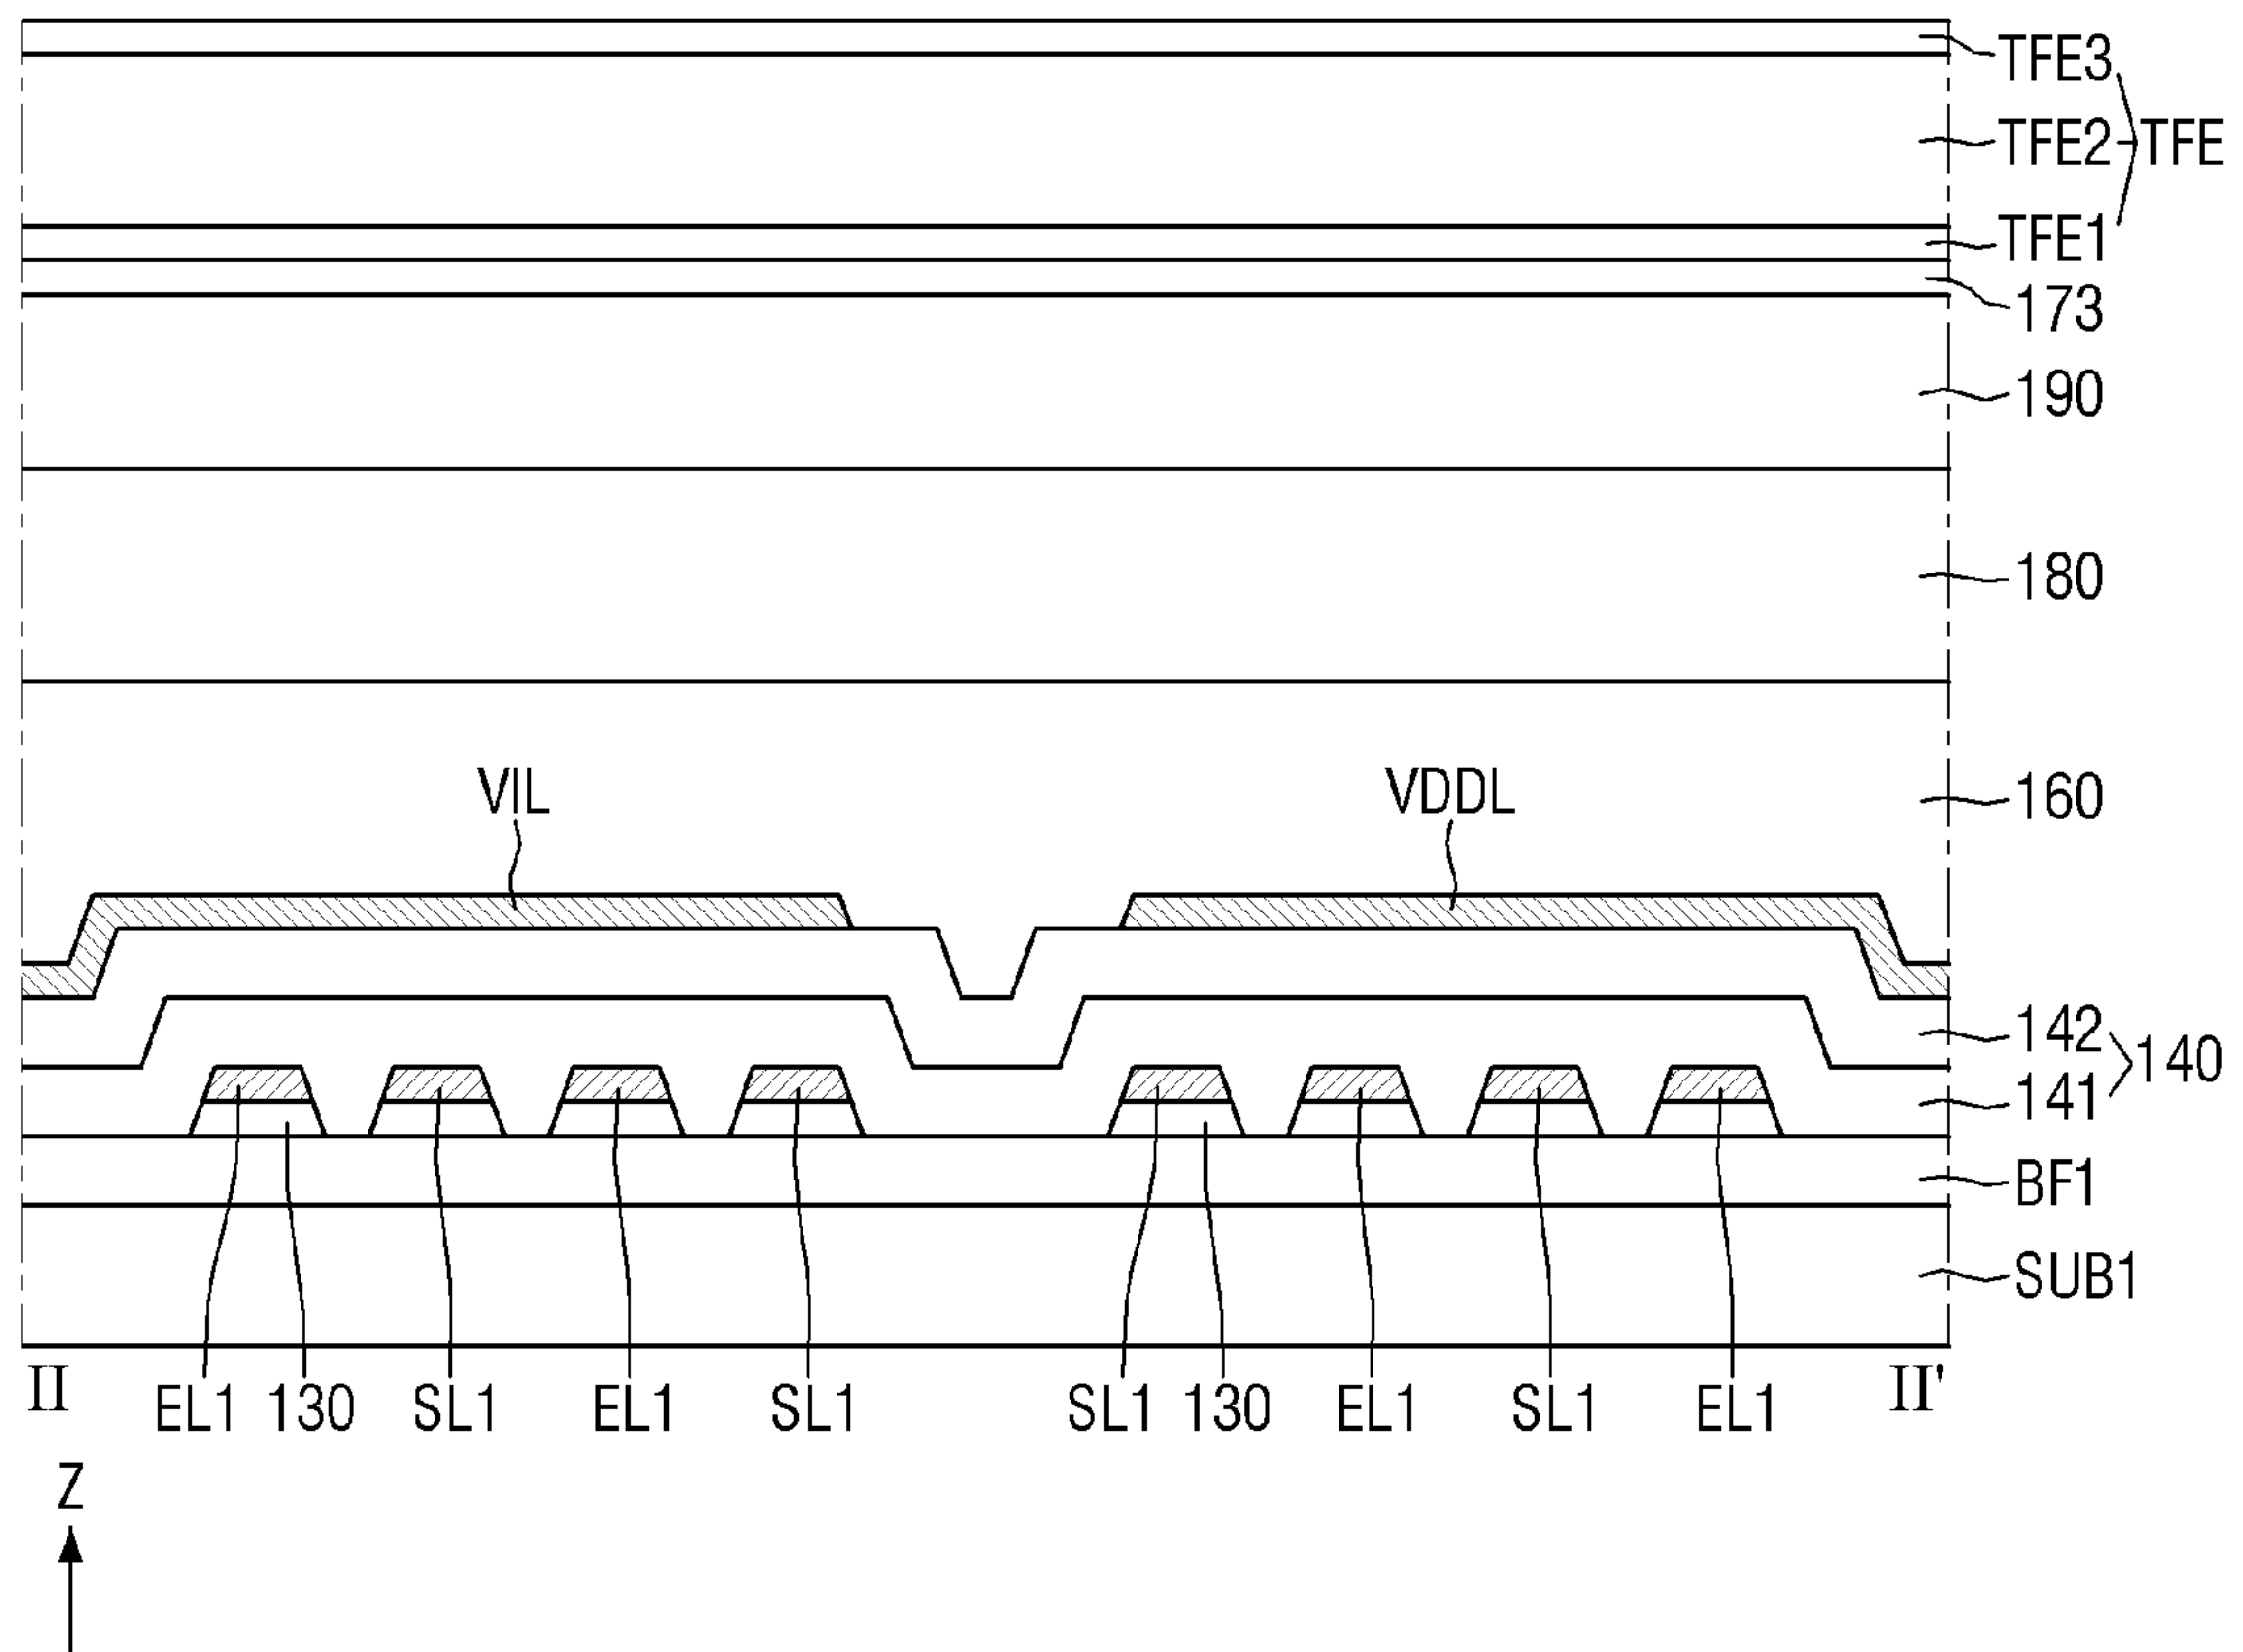 TFE3
TFE2 TFE
TFE1
173
190
180
VIL VDDL 160
142
140
141
BF1
SUB1
II II'
EL1 130 SL1 EL1 SL1 SL1 130 EL1 SL1 EL1
Z